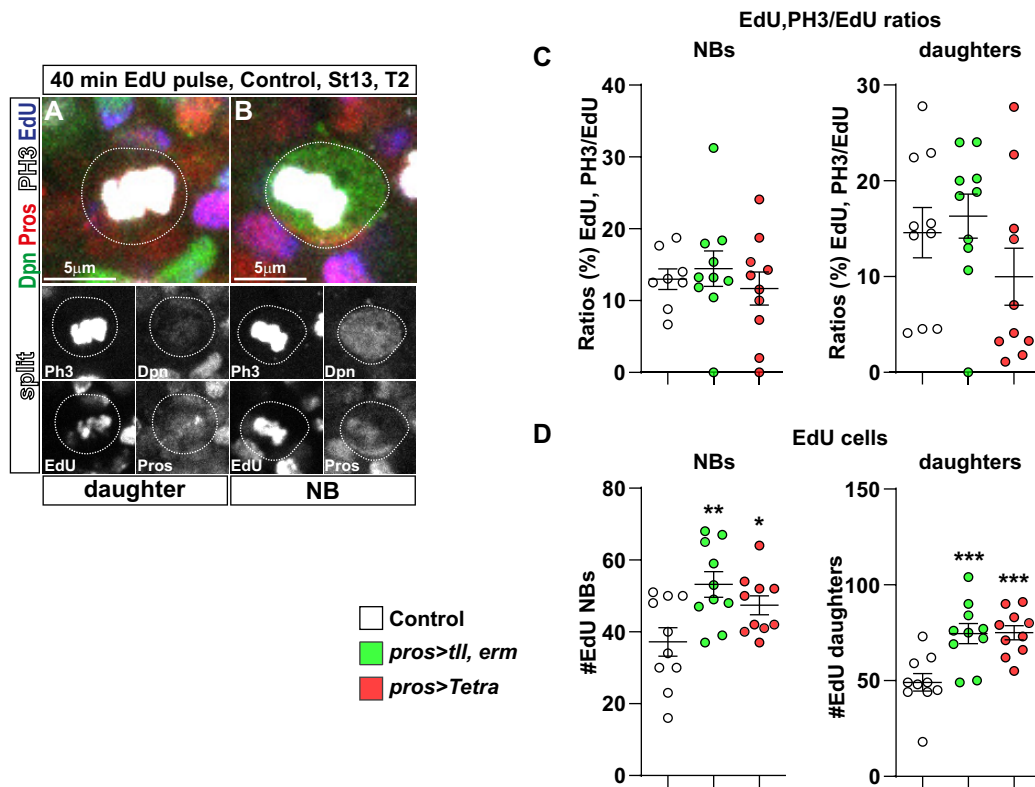 40 min EdU pulse, Control, St13, T2
Dpn Pros PH3 EdU
A
B
5μm
5μm
split
Ph3
Dpn
Ph3
Dpn
EdU
Pros
EdU
Pros
daughter
NB
Control
pros>tll, erm
pros>Tetra
EdU,PH3/EdU ratios
C
NBs
daughters
Ratios (%) EdU, PH3/EdU
40
30
20
10
0
Ratios (%) EdU, PH3/EdU
30
20
10
0
D
EdU cells
NBs
daughters
#EdU NBs
80
60
40
20
0
**
*
#EdU daughters
150
100
50
0
***
***